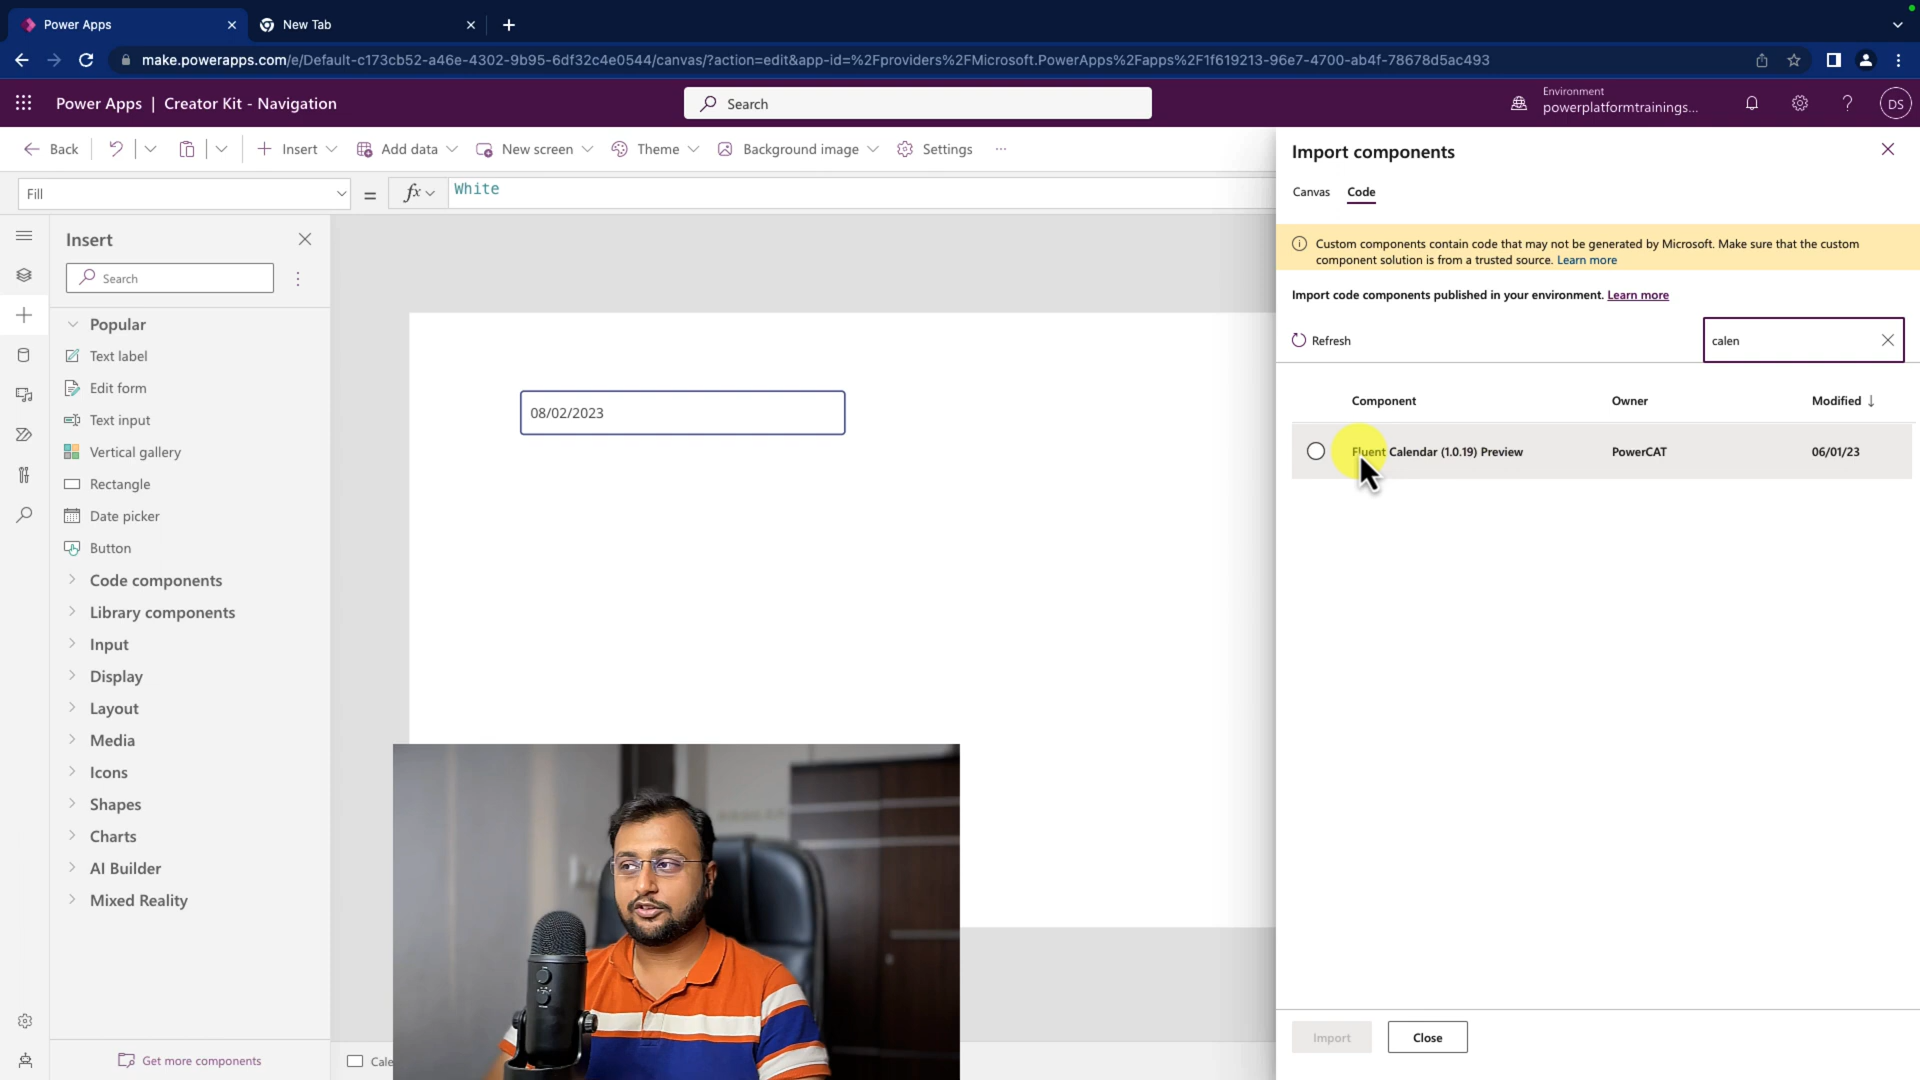 Power Apps
New Tab
make.powerapps.com/e/Default-c173cb52-a46e-4302-9b95-6df32c4e0544/canvas/?action=edit&app-id=%2Fproviders%2FMicrosoft.PowerApps%2Fapps%2F1f619213-96e7-4700-ab4f-78678d5ac493
Power Apps | Creator Kit - Navigation
Search
Environment
powerplatformtrainings...
DS
Back
Insert
Add data
New screen
Theme
Background image
Settings
Fill
=
fx
White
Insert
Search
Popular
Text label
Edit form
Text input
Vertical gallery
Rectangle
Date picker
Button
Code components
Library components
Input
Display
Layout
Media
Icons
Shapes
Charts
AI Builder
Mixed Reality
Get more components
08/02/2023
Cale
Import components
Canvas
Code
Custom components contain code that may not be generated by Microsoft. Make sure that the custom
component solution is from a trusted source. Learn more
Import code components published in your environment. Learn more
Refresh
calen
Component
Owner
Modified
Fluent Calendar (1.0.19) Preview
PowerCAT
06/01/23
Import
Close